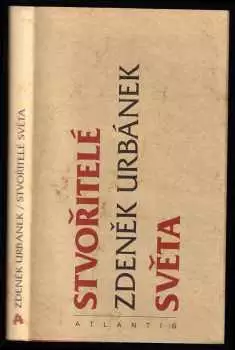 ZDENĚK URBÁNEK / STVOŘITELÉ SVĚTA
STVOŘITELÉ
ZDENĚK URBÁNEK
SVĚTA
ATLANTIS